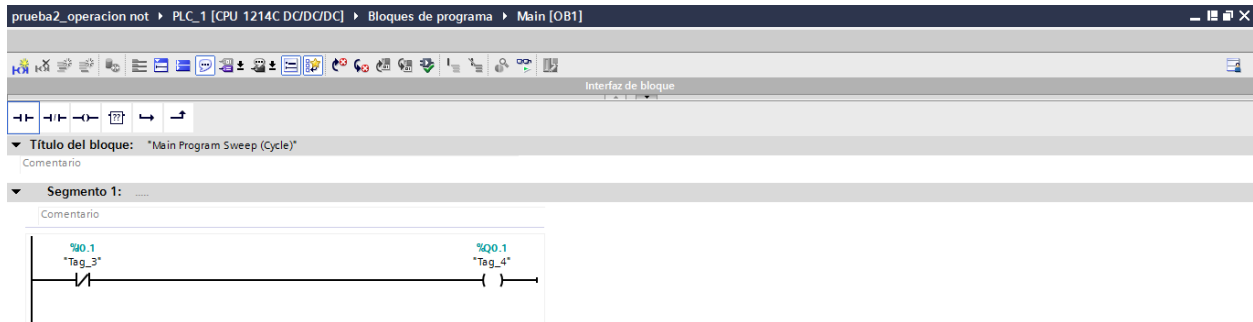 prueba2_operacion not ▸ PLC_1 [CPU 1214C DC/DC/DC] ▸ Bloques de programa ▸ Main [OB1]
Interfaz de bloque
??
Título del bloque: "Main Program Sweep (Cycle)"
Comentario
Segmento 1: .....
Comentario
%I0.1 %Q0.1
"Tag_3" "Tag_4"